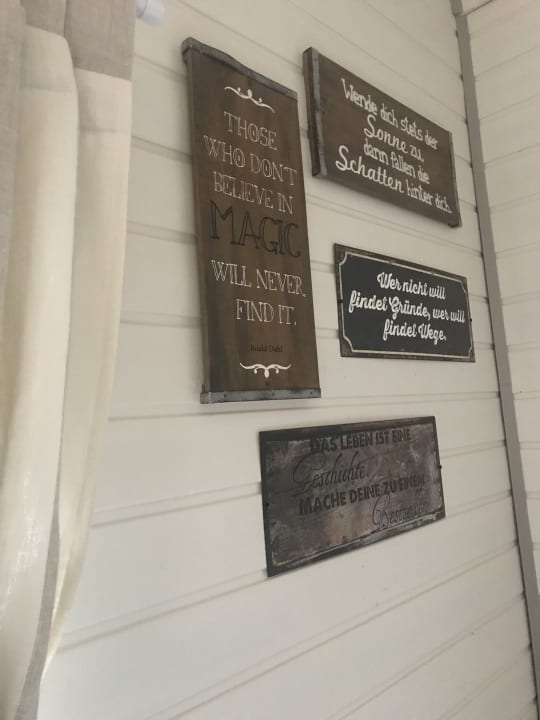 THOSE
WHO DON'T
BELIEVE IN
MAGIC
WILL NEVER
FIND IT.
Roald Dahl
Wende dich stets der
Sonne zu,
dann fallen die
Schatten hinter dich.
Wer nicht will
findet Gründe, wer will
findet Wege.
DAS LEBEN IST EINE
Geschichte.
MACHE DEINE ZU EINEM
Bestseller.